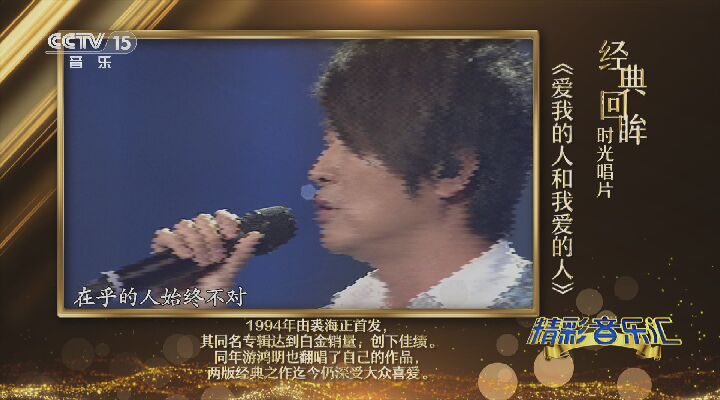 CCTV 15
音乐
经典回眸
时光唱片
《爱我的人和我爱的人》
在乎的人始终不对
1994年由裘海正首发，
其同名专辑达到白金销量，创下佳绩。
同年游鸿明也翻唱了自己的作品，
两版经典之作迄今仍深受大众喜爱。
精彩音乐汇